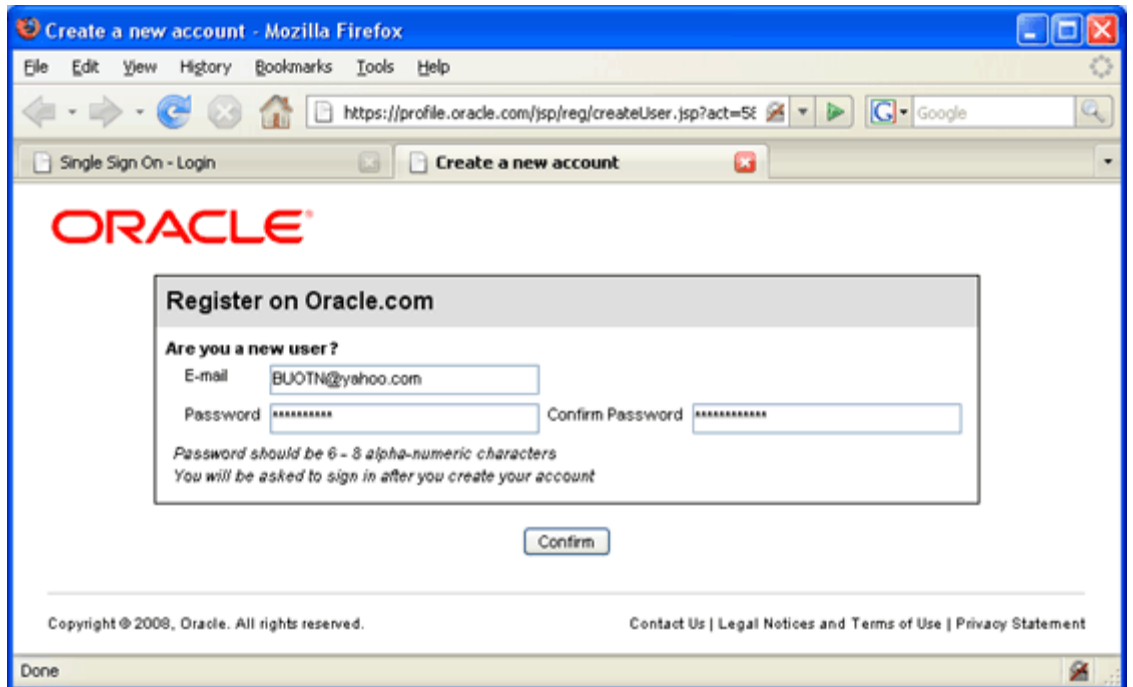 Create a new account - Mozilla Firefox
File Edit View History Bookmarks Tools Help
https://profile.oracle.com/jsp/reg/createUser.jsp?act=58 G Google
Single Sign On - Login Create a new account
ORACLE®
Register on Oracle.com
Are you a new user?
E-mail BUOTN@yahoo.com
Password ********** Confirm Password ************
Password should be 6 - 8 alpha-numeric characters
You will be asked to sign in after you create your account
Confirm
Copyright © 2008, Oracle. All rights reserved. Contact Us | Legal Notices and Terms of Use | Privacy Statement
Done